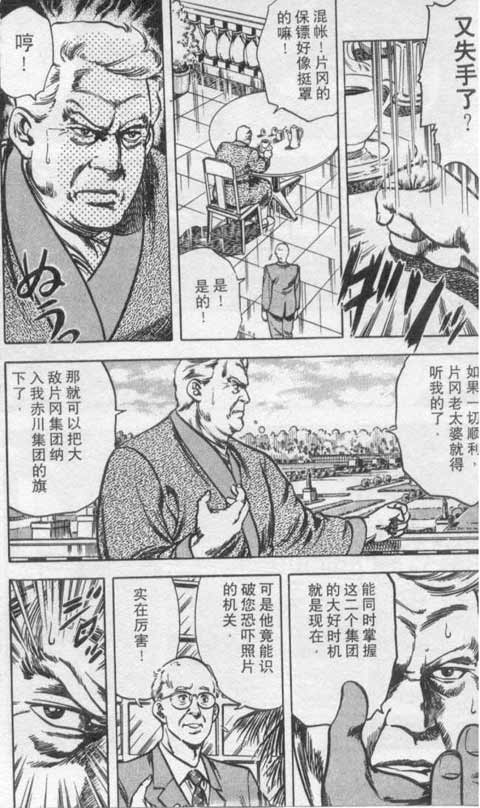 又失手了？
混帐！片冈的
保镖好像挺罩
的嘛！
是！
是的！
哼！
ぬうっ
如果一切顺利，
片冈老太婆就得
听我的了．
那就可以把大
敌片冈集团纳
入我赤川集团的旗
下了．
能同时掌握
这二个集团
的大好时机
就是现在．
可是他竟能识
破您恐吓照片
的机关．
实在厉害！